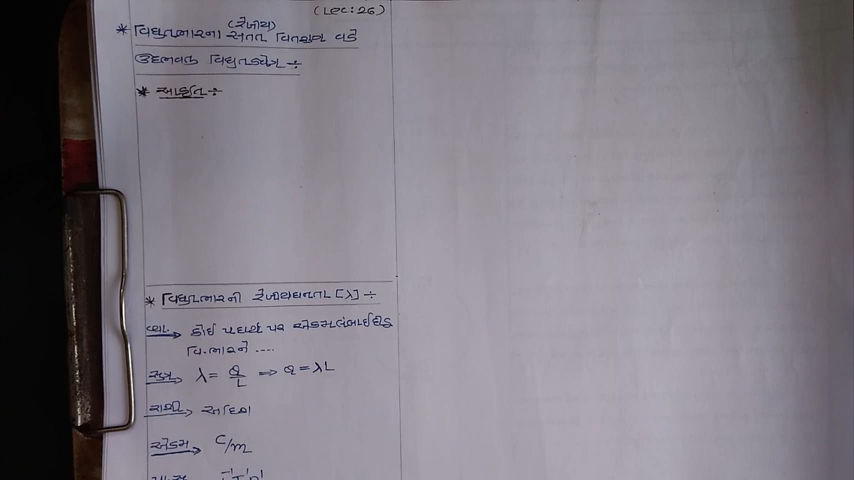 (Lec:26)
(રેખીય)
* વિદ્યુતભારના સતત વિતરણ વડે
ઉદભવતુ વિદ્યુતક્ષેત્ર ÷
* આકૃતિ ÷
* વિદ્યુતભારની રેખીયઘનતા [λ] ÷
વ્યા. → કોઈ પદાર્થ પર એકમલંબાઈદીઠ
વિ.ભારને ....
સૂત્ર → λ = Q/L ⇒ Q = λL
રાશી → અદિશ
એકમ → C/m